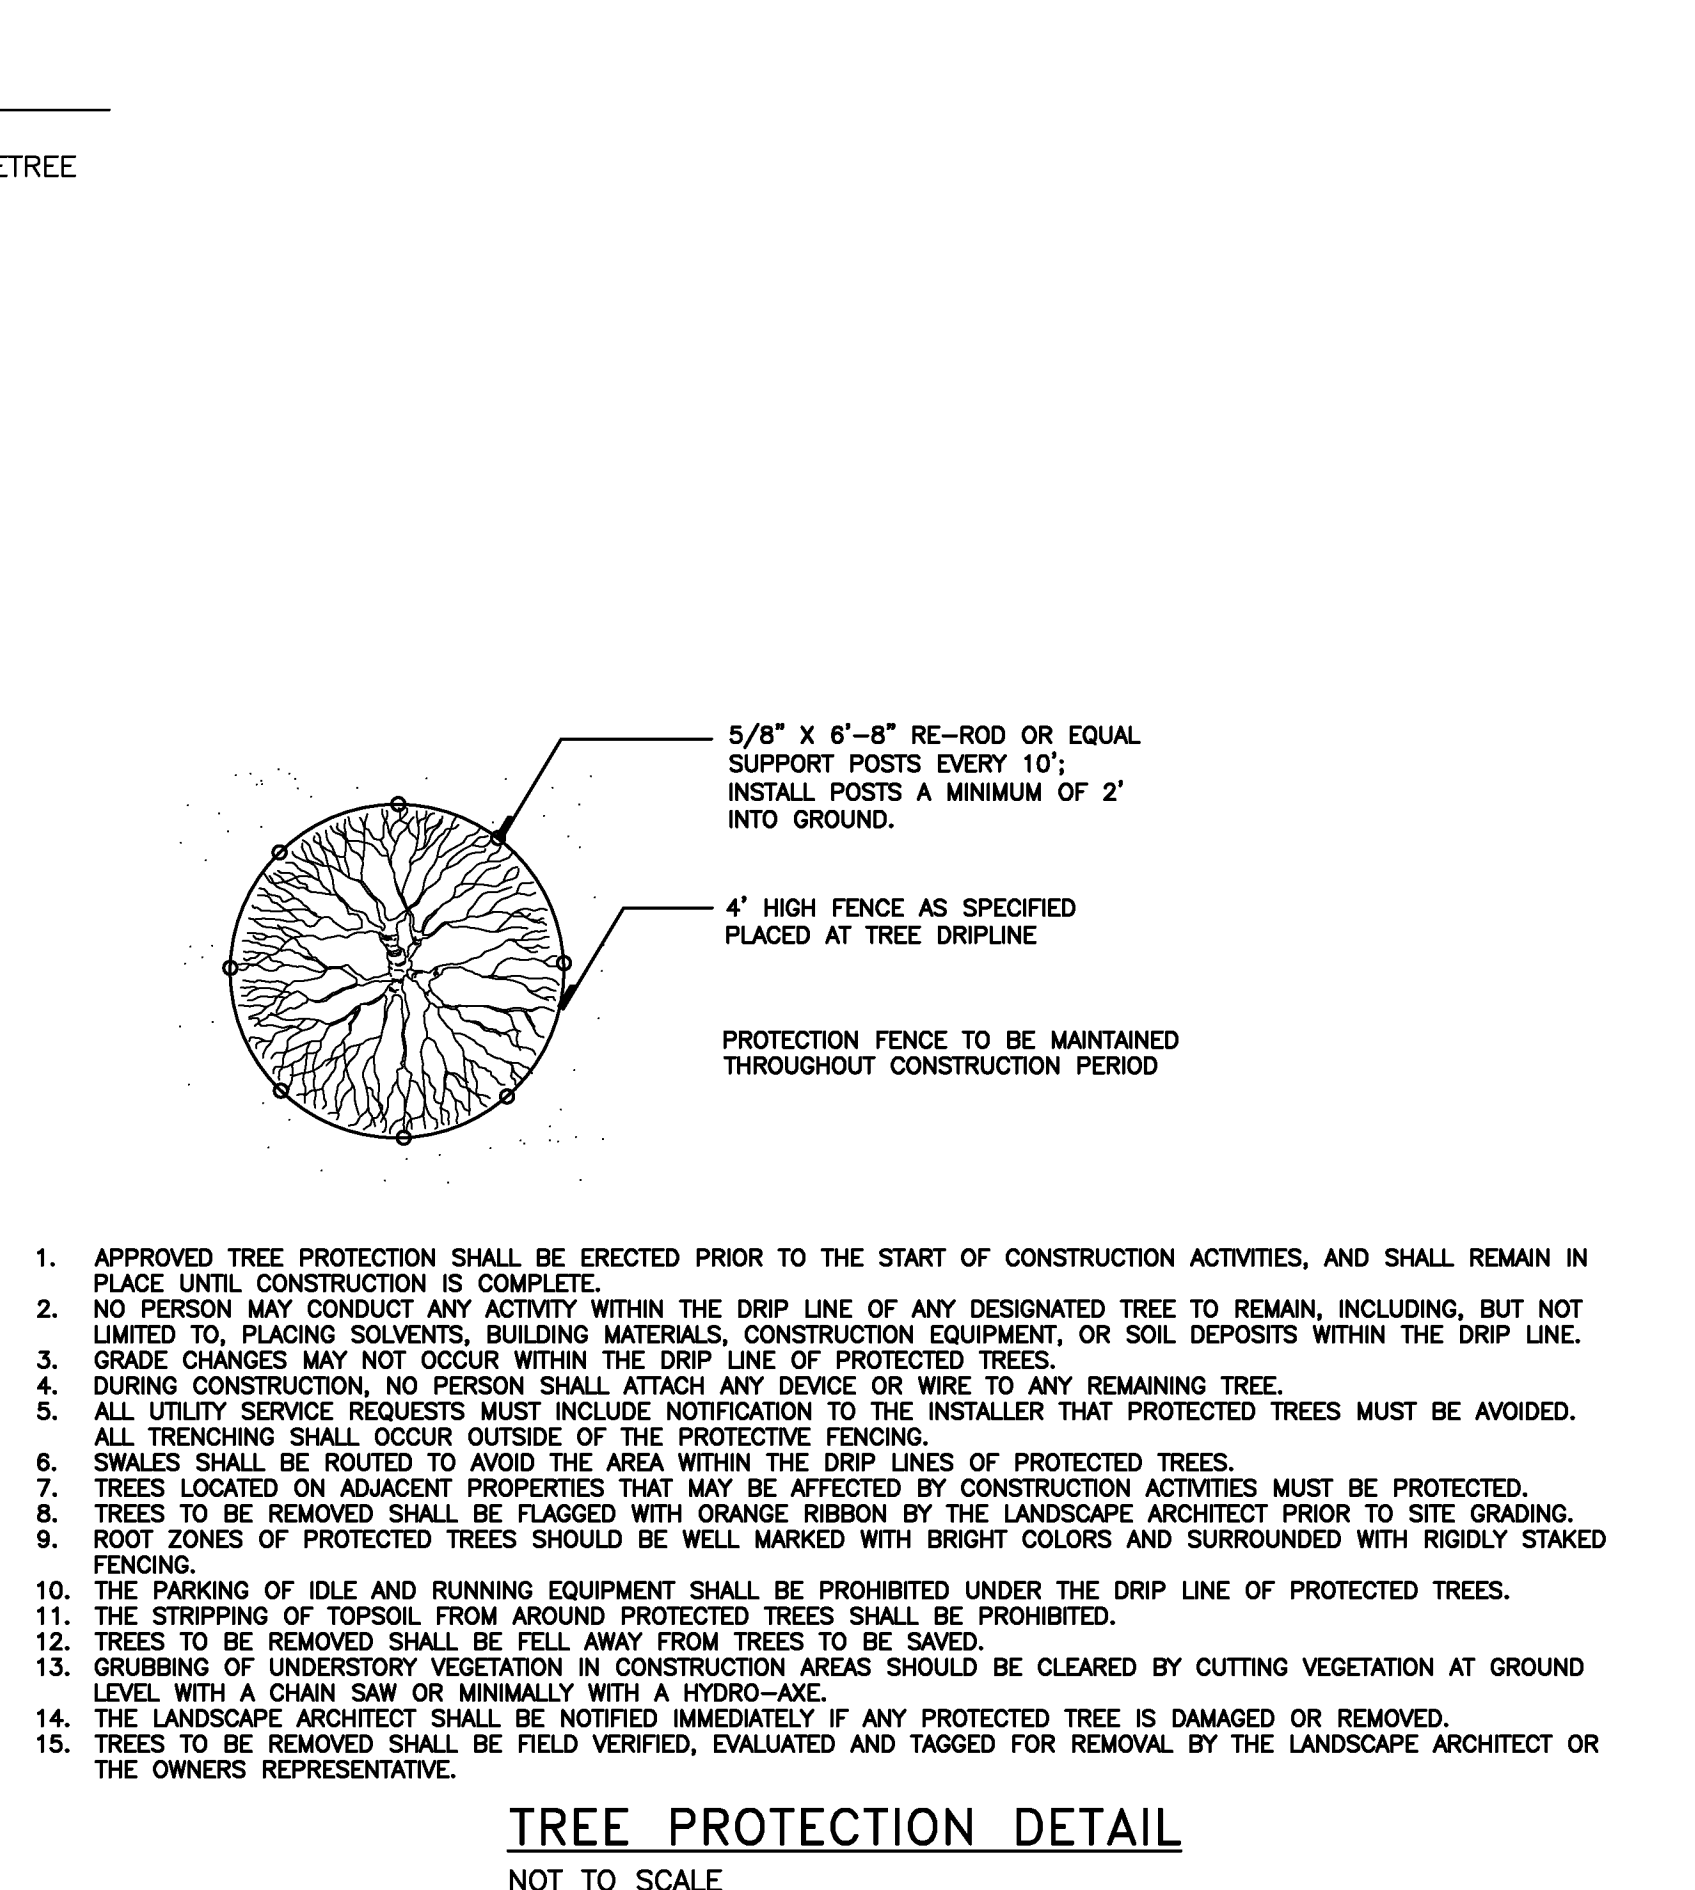 ETREE
5/8" X 6'-8" RE-ROD OR EQUAL
SUPPORT POSTS EVERY 10';
INSTALL POSTS A MINIMUM OF 2'
INTO GROUND.
4' HIGH FENCE AS SPECIFIED
PLACED AT TREE DRIPLINE
PROTECTION FENCE TO BE MAINTAINED
THROUGHOUT CONSTRUCTION PERIOD
1. APPROVED TREE PROTECTION SHALL BE ERECTED PRIOR TO THE START OF CONSTRUCTION ACTIVITIES, AND SHALL REMAIN IN
PLACE UNTIL CONSTRUCTION IS COMPLETE.
2. NO PERSON MAY CONDUCT ANY ACTIVITY WITHIN THE DRIP LINE OF ANY DESIGNATED TREE TO REMAIN, INCLUDING, BUT NOT
LIMITED TO, PLACING SOLVENTS, BUILDING MATERIALS, CONSTRUCTION EQUIPMENT, OR SOIL DEPOSITS WITHIN THE DRIP LINE.
3. GRADE CHANGES MAY NOT OCCUR WITHIN THE DRIP LINE OF PROTECTED TREES.
4. DURING CONSTRUCTION, NO PERSON SHALL ATTACH ANY DEVICE OR WIRE TO ANY REMAINING TREE.
5. ALL UTILITY SERVICE REQUESTS MUST INCLUDE NOTIFICATION TO THE INSTALLER THAT PROTECTED TREES MUST BE AVOIDED.
ALL TRENCHING SHALL OCCUR OUTSIDE OF THE PROTECTIVE FENCING.
6. SWALES SHALL BE ROUTED TO AVOID THE AREA WITHIN THE DRIP LINES OF PROTECTED TREES.
7. TREES LOCATED ON ADJACENT PROPERTIES THAT MAY BE AFFECTED BY CONSTRUCTION ACTIVITIES MUST BE PROTECTED.
8. TREES TO BE REMOVED SHALL BE FLAGGED WITH ORANGE RIBBON BY THE LANDSCAPE ARCHITECT PRIOR TO SITE GRADING.
9. ROOT ZONES OF PROTECTED TREES SHOULD BE WELL MARKED WITH BRIGHT COLORS AND SURROUNDED WITH RIGIDLY STAKED
FENCING.
10. THE PARKING OF IDLE AND RUNNING EQUIPMENT SHALL BE PROHIBITED UNDER THE DRIP LINE OF PROTECTED TREES.
11. THE STRIPPING OF TOPSOIL FROM AROUND PROTECTED TREES SHALL BE PROHIBITED.
12. TREES TO BE REMOVED SHALL BE FELL AWAY FROM TREES TO BE SAVED.
13. GRUBBING OF UNDERSTORY VEGETATION IN CONSTRUCTION AREAS SHOULD BE CLEARED BY CUTTING VEGETATION AT GROUND
LEVEL WITH A CHAIN SAW OR MINIMALLY WITH A HYDRO-AXE.
14. THE LANDSCAPE ARCHITECT SHALL BE NOTIFIED IMMEDIATELY IF ANY PROTECTED TREE IS DAMAGED OR REMOVED.
15. TREES TO BE REMOVED SHALL BE FIELD VERIFIED, EVALUATED AND TAGGED FOR REMOVAL BY THE LANDSCAPE ARCHITECT OR
THE OWNERS REPRESENTATIVE.
TREE PROTECTION DETAIL
NOT TO SCALE